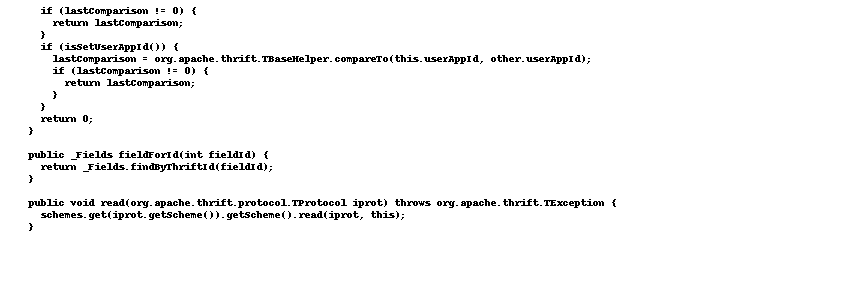 if (lastComparison != 0) {
return lastComparison;
}
if (isSetUserAppId()) {
lastComparison = org.apache.thrift.TBaseHelper.compareTo(this.userAppId, other.userAppId);
if (lastComparison != 0) {
return lastComparison;
}
}
return 0;
}
public _Fields fieldForId(int fieldId) {
return _Fields.findByThriftId(fieldId);
}
public void read(org.apache.thrift.protocol.TProtocol iprot) throws org.apache.thrift.TException {
schemes.get(iprot.getScheme()).getScheme().read(iprot, this);
}